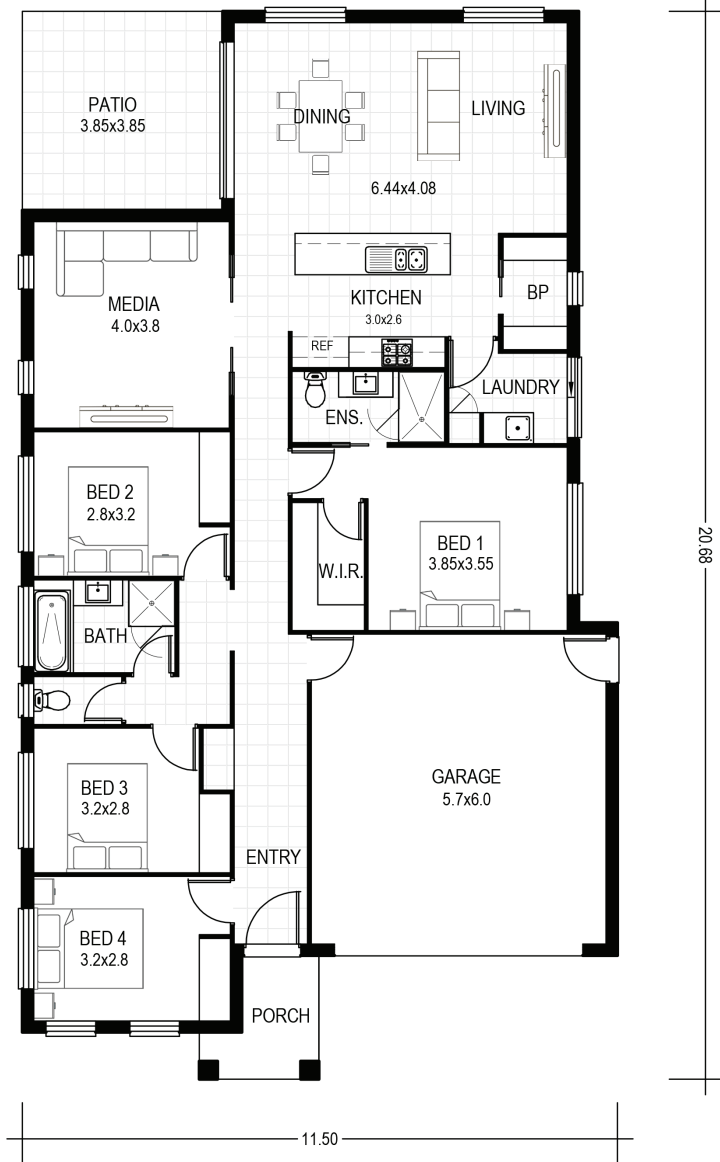 PATIO
3.85x3.85
DINING
LIVING
6.44x4.08
MEDIA
4.0x3.8
KITCHEN
3.0x2.6
BP
REF
ENS.
LAUNDRY
BED 2
2.8x3.2
BED 1
3.85x3.55
W.I.R.
20.68
BATH
BED 3
3.2x2.8
GARAGE
5.7x6.0
ENTRY
BED 4
3.2x2.8
PORCH
11.50